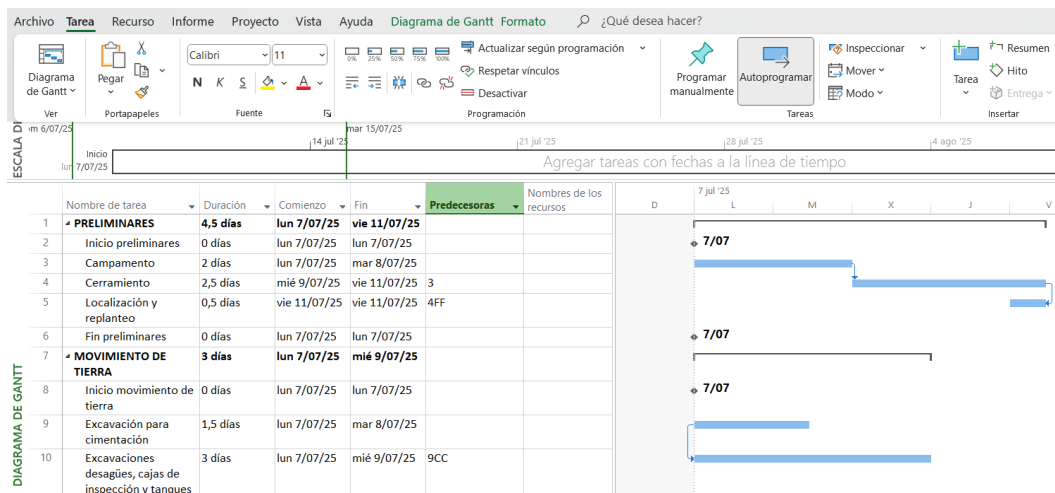 Archivo Tarea Recurso Informe Proyecto Vista Ayuda Diagrama de Gantt Formato ¿Qué desea hacer?
Diagrama de Gantt
Ver
Pegar
Portapapeles
Calibri 11
N K S A
Fuente
0% 25% 50% 75% 100%
Actualizar según programación
Respetar vínculos
Desactivar
Programación
Programar manualmente
Autoprogramar
Inspeccionar
Mover
Modo
Tareas
Tarea
Resumen
Hito
Entrega
Insertar
ESCALA DE
om 6/07/25 mar 15/07/25
14 jul '25 21 jul '25 28 jul '25 4 ago '25
Inicio
lun 7/07/25
Agregar tareas con fechas a la línea de tiempo
Nombre de tarea Duración Comienzo Fin Predecesoras Nombres de los recursos
7 jul '25
D L M X J V
1 PRELIMINARES 4,5 días lun 7/07/25 vie 11/07/25
2 Inicio preliminares 0 días lun 7/07/25 lun 7/07/25 7/07
3 Campamento 2 días lun 7/07/25 mar 8/07/25
4 Cerramiento 2,5 días mié 9/07/25 vie 11/07/25 3
5 Localización y replanteo 0,5 días vie 11/07/25 vie 11/07/25 4FF
6 Fin preliminares 0 días lun 7/07/25 lun 7/07/25 7/07
7 MOVIMIENTO DE TIERRA 3 días lun 7/07/25 mié 9/07/25
8 Inicio movimiento de tierra 0 días lun 7/07/25 lun 7/07/25 7/07
9 Excavación para cimentación 1,5 días lun 7/07/25 mar 8/07/25
10 Excavaciones desagües, cajas de inspección y tanques 3 días lun 7/07/25 mié 9/07/25 9CC
DIAGRAMA DE GANTT